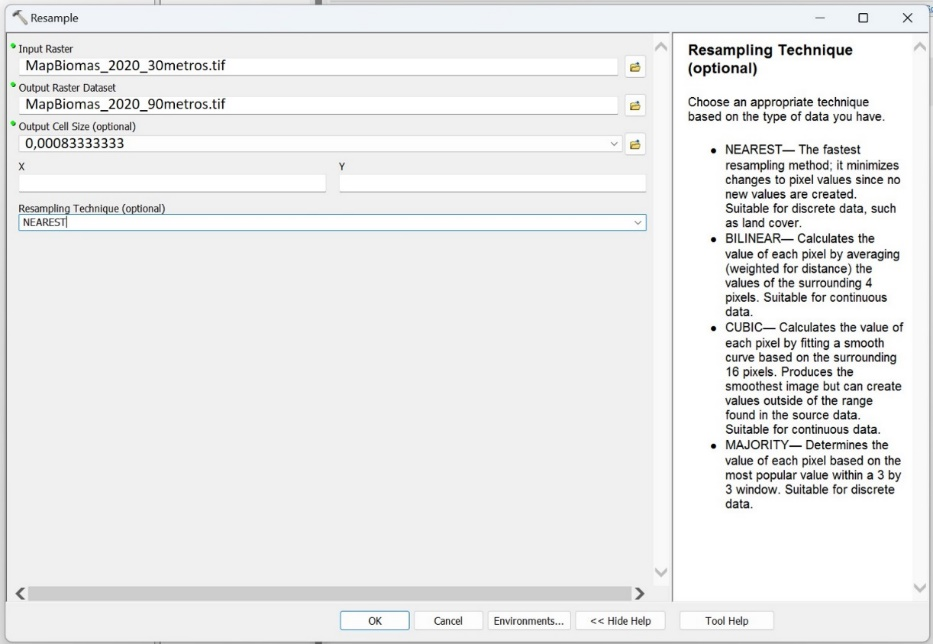 Resample
Input Raster
MapBiomas_2020_30metros.tif
Output Raster Dataset
MapBiomas_2020_90metros.tif
Output Cell Size (optional)
0,00083333333
X Y
Resampling Technique (optional)
NEAREST
OK Cancel Environments... << Hide Help Tool Help
Resampling Technique
(optional)
Choose an appropriate technique
based on the type of data you have.
• NEAREST— The fastest
resampling method; it minimizes
changes to pixel values since no
new values are created.
Suitable for discrete data, such
as land cover.
• BILINEAR— Calculates the
value of each pixel by averaging
(weighted for distance) the
values of the surrounding 4
pixels. Suitable for continuous
data.
• CUBIC— Calculates the value of
each pixel by fitting a smooth
curve based on the surrounding
16 pixels. Produces the
smoothest image but can create
values outside of the range
found in the source data.
Suitable for continuous data.
• MAJORITY— Determines the
value of each pixel based on the
most popular value within a 3 by
3 window. Suitable for discrete
data.